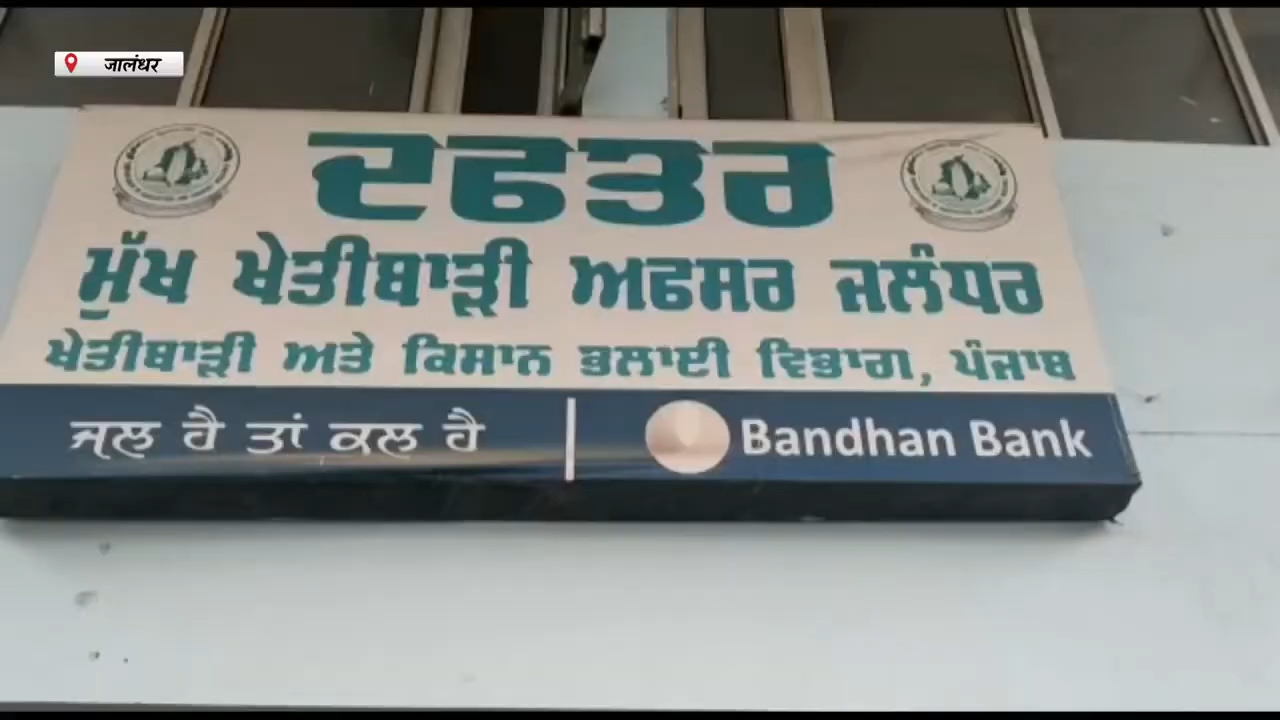 जालंधर
ਦਫਤਰ
ਮੁੱਖ ਖੇਤੀਬਾੜੀ ਅਫਸਰ ਜਲੰਧਰ
ਖੇਤੀਬਾੜੀ ਅਤੇ ਕਿਸਾਨ ਭਲਾਈ ਵਿਭਾਗ, ਪੰਜਾਬ
ਜਲ ਹੈ ਤਾਂ ਕਲ ਹੈ
Bandhan Bank